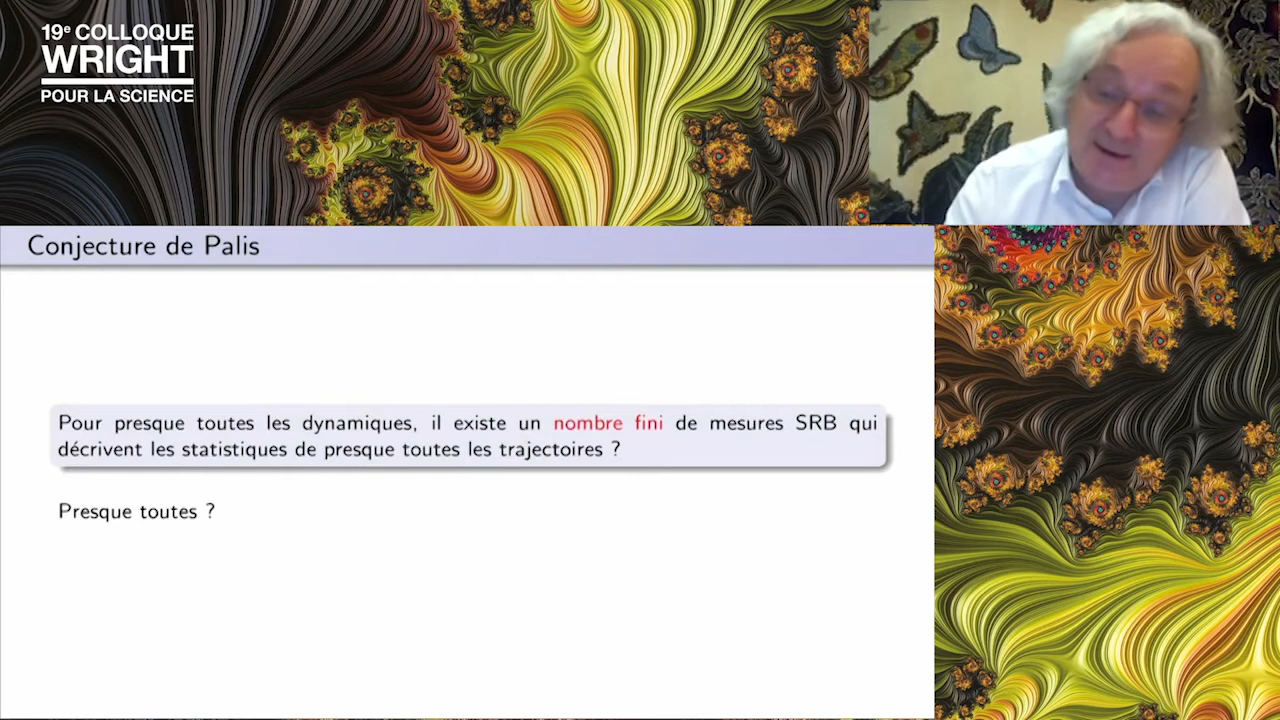 19e COLLOQUE
WRIGHT
POUR LA SCIENCE
Conjecture de Palis
Pour presque toutes les dynamiques, il existe un nombre fini de mesures SRB qui
décrivent les statistiques de presque toutes les trajectoires ?
Presque toutes ?